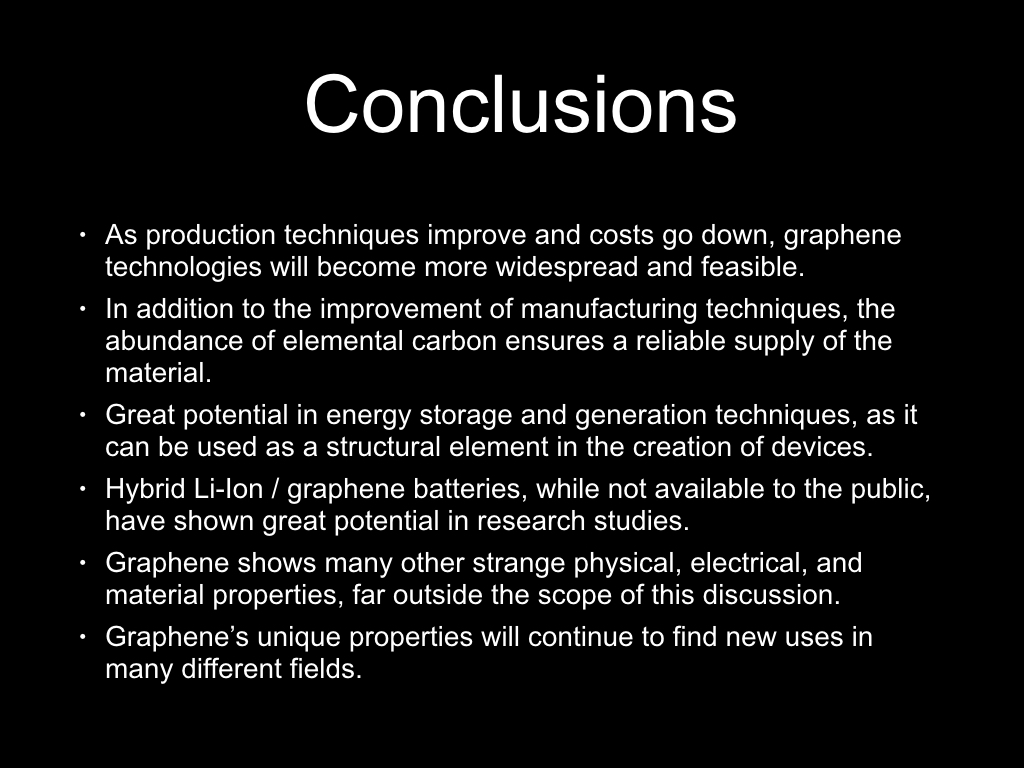 Conclusions
• As production techniques improve and costs go down, graphene
technologies will become more widespread and feasible.
• In addition to the improvement of manufacturing techniques, the
abundance of elemental carbon ensures a reliable supply of the
material.
• Great potential in energy storage and generation techniques, as it
can be used as a structural element in the creation of devices.
• Hybrid Li-Ion / graphene batteries, while not available to the public,
have shown great potential in research studies.
• Graphene shows many other strange physical, electrical, and
material properties, far outside the scope of this discussion.
• Graphene’s unique properties will continue to find new uses in
many different fields.